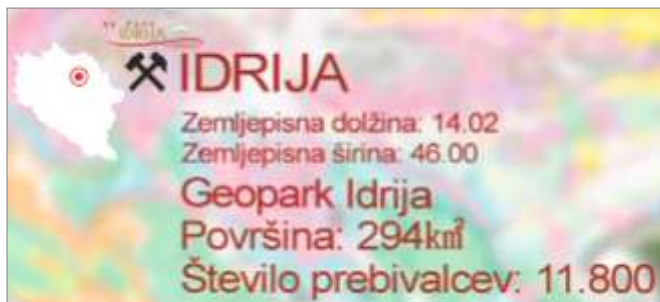 IDRIJA
Zemljepisna dolžina: 14.02
Zemljepisna širina: 46.00
Geopark Idrija
Površina: 294㎢
Število prebivalcev: 11.800